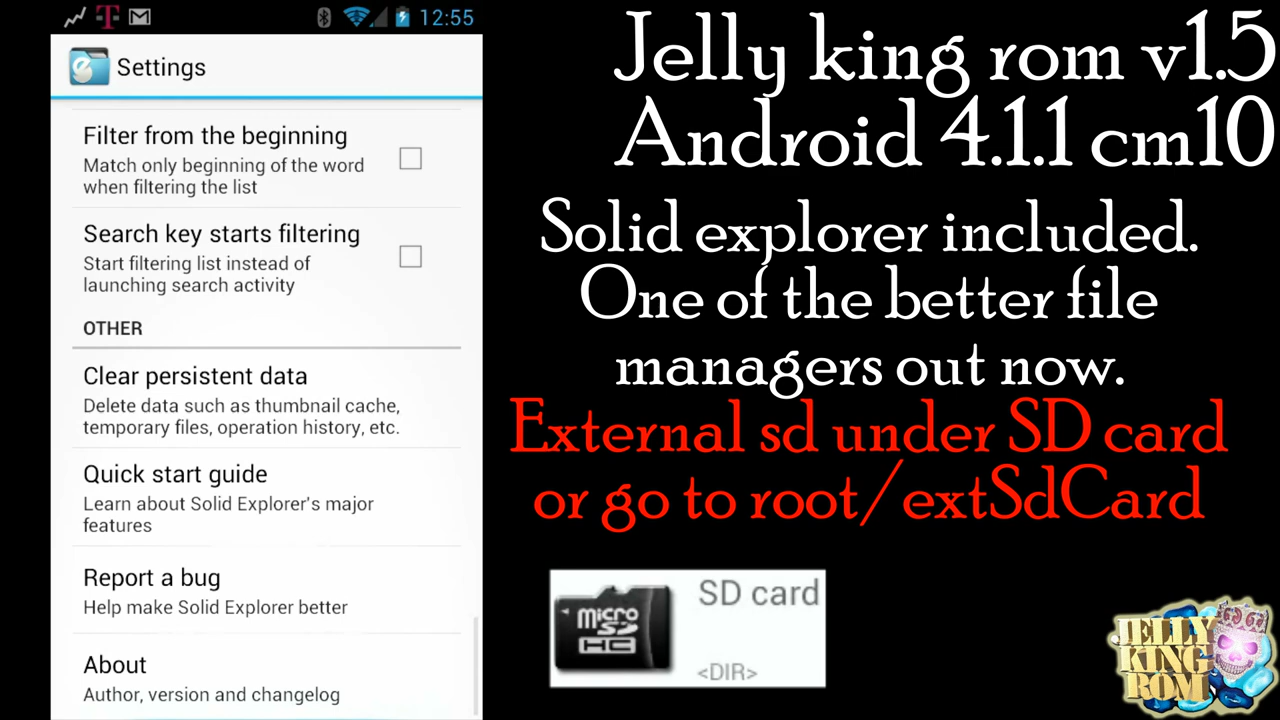 12:55
Settings
Filter from the beginning
Match only beginning of the word
when filtering the list
Search key starts filtering
Start filtering list instead of
launching search activity
OTHER
Clear persistent data
Delete data such as thumbnail cache,
temporary files, operation history, etc.
Quick start guide
Learn about Solid Explorer's major
features
Report a bug
Help make Solid Explorer better
About
Author, version and changelog
Jelly king rom v1.5
Android 4.1.1 cm10
Solid explorer included.
One of the better file
managers out now.
External sd under SD card
or go to root/extSdCard
micro
SD
HC
SD card
<DIR>
JELLY
KING
ROM